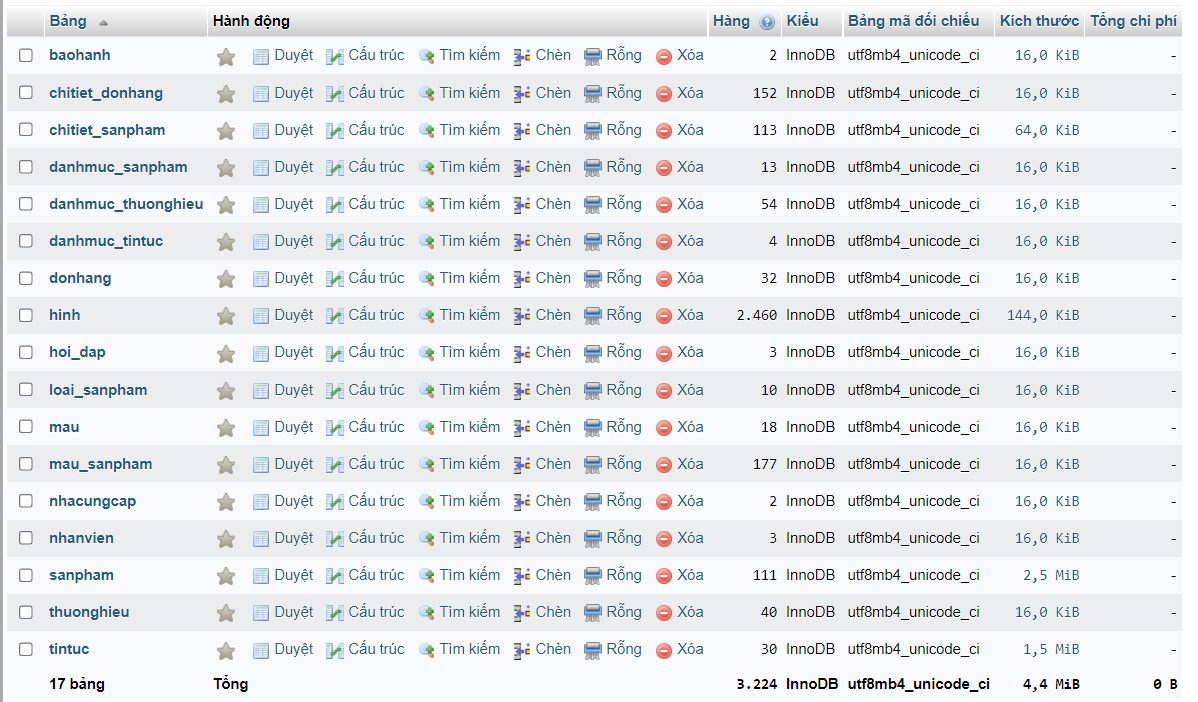 Bảng Hành động Hàng Kiểu Bảng mã đối chiếu Kích thước Tổng chi phí
baohanh Duyệt Cấu trúc Tìm kiếm Chèn Rỗng Xóa 2 InnoDB utf8mb4_unicode_ci 16,0 KiB -
chitiet_donhang Duyệt Cấu trúc Tìm kiếm Chèn Rỗng Xóa 152 InnoDB utf8mb4_unicode_ci 16,0 KiB -
chitiet_sanpham Duyệt Cấu trúc Tìm kiếm Chèn Rỗng Xóa 113 InnoDB utf8mb4_unicode_ci 64,0 KiB -
danhmuc_sanpham Duyệt Cấu trúc Tìm kiếm Chèn Rỗng Xóa 13 InnoDB utf8mb4_unicode_ci 16,0 KiB -
danhmuc_thuonghieu Duyệt Cấu trúc Tìm kiếm Chèn Rỗng Xóa 54 InnoDB utf8mb4_unicode_ci 16,0 KiB -
danhmuc_tintuc Duyệt Cấu trúc Tìm kiếm Chèn Rỗng Xóa 4 InnoDB utf8mb4_unicode_ci 16,0 KiB -
donhang Duyệt Cấu trúc Tìm kiếm Chèn Rỗng Xóa 32 InnoDB utf8mb4_unicode_ci 16,0 KiB -
hinh Duyệt Cấu trúc Tìm kiếm Chèn Rỗng Xóa 2.460 InnoDB utf8mb4_unicode_ci 144,0 KiB -
hoi_dap Duyệt Cấu trúc Tìm kiếm Chèn Rỗng Xóa 3 InnoDB utf8mb4_unicode_ci 16,0 KiB -
loai_sanpham Duyệt Cấu trúc Tìm kiếm Chèn Rỗng Xóa 10 InnoDB utf8mb4_unicode_ci 16,0 KiB -
mau Duyệt Cấu trúc Tìm kiếm Chèn Rỗng Xóa 18 InnoDB utf8mb4_unicode_ci 16,0 KiB -
mau_sanpham Duyệt Cấu trúc Tìm kiếm Chèn Rỗng Xóa 177 InnoDB utf8mb4_unicode_ci 16,0 KiB -
nhacungcap Duyệt Cấu trúc Tìm kiếm Chèn Rỗng Xóa 2 InnoDB utf8mb4_unicode_ci 16,0 KiB -
nhanvien Duyệt Cấu trúc Tìm kiếm Chèn Rỗng Xóa 3 InnoDB utf8mb4_unicode_ci 16,0 KiB -
sanpham Duyệt Cấu trúc Tìm kiếm Chèn Rỗng Xóa 111 InnoDB utf8mb4_unicode_ci 2,5 MiB -
thuonghieu Duyệt Cấu trúc Tìm kiếm Chèn Rỗng Xóa 40 InnoDB utf8mb4_unicode_ci 16,0 KiB -
tintuc Duyệt Cấu trúc Tìm kiếm Chèn Rỗng Xóa 30 InnoDB utf8mb4_unicode_ci 1,5 MiB -
17 bảng Tổng 3.224 InnoDB utf8mb4_unicode_ci 4,4 MiB 0 B